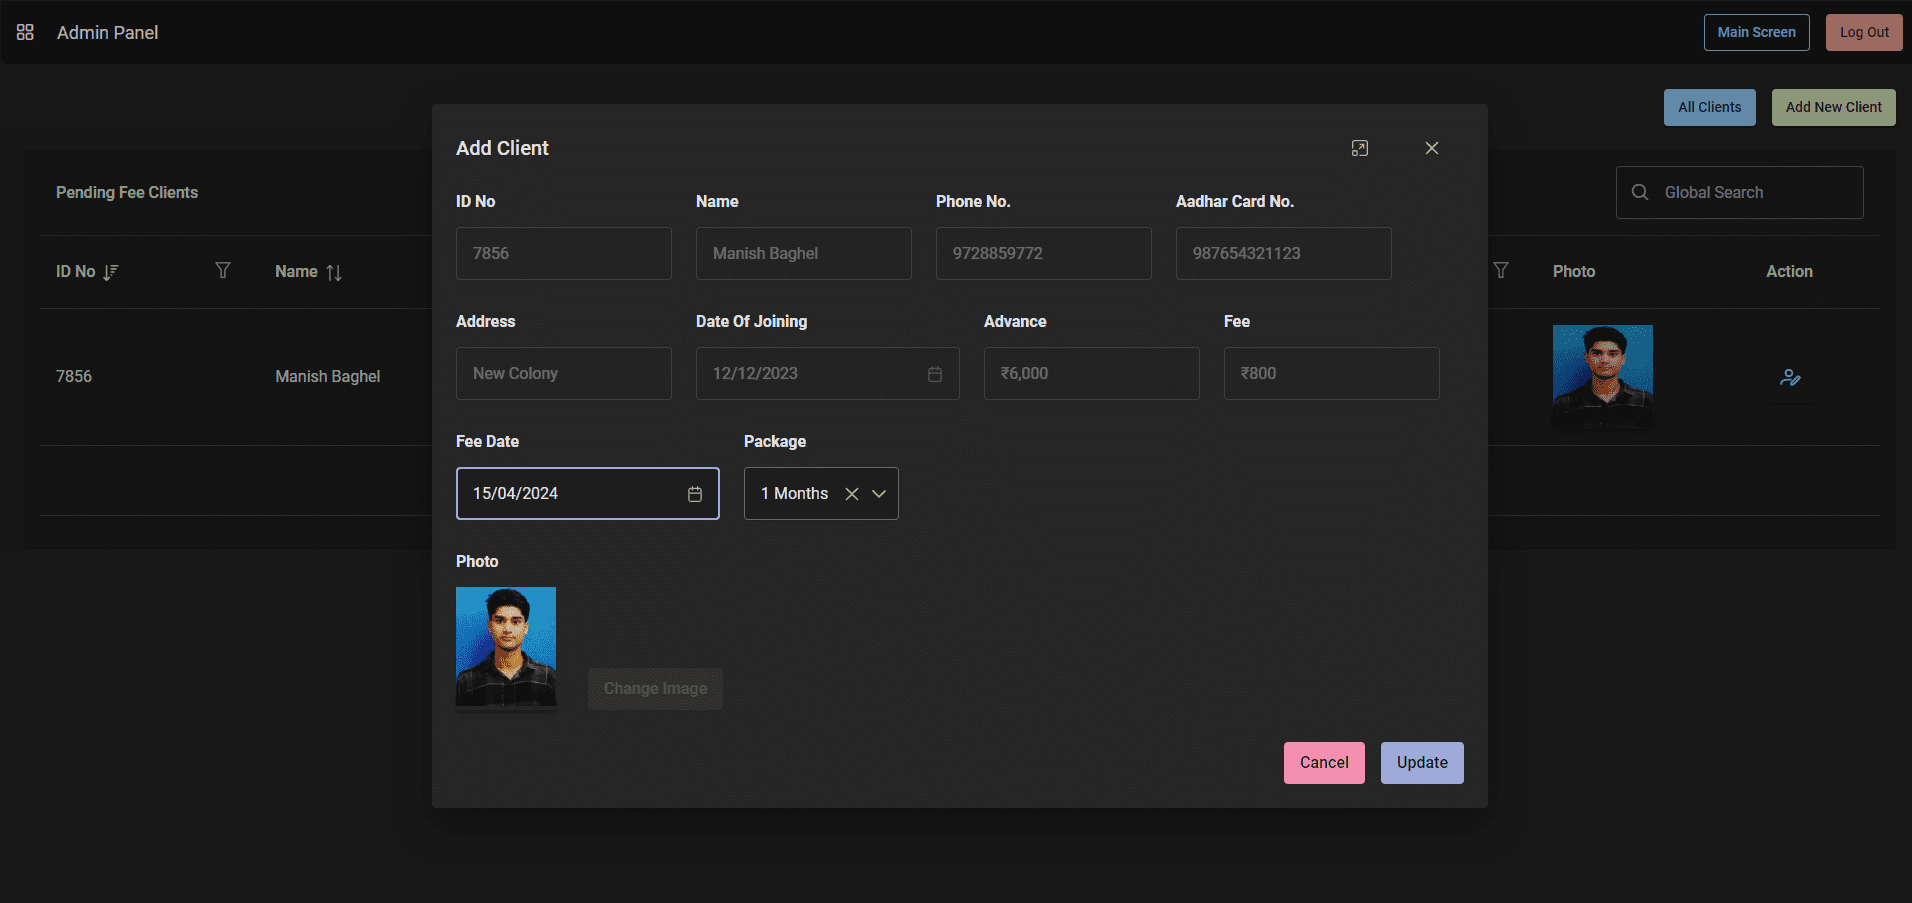 Admin Panel
Main Screen
Log Out
All Clients
Add New Client
Pending Fee Clients
Global Search
ID No
Name
Photo
Action
7856
Manish Baghel
Add Client
ID No
Name
Phone No.
Aadhar Card No.
7856
Manish Baghel
9728859772
987654321123
Address
Date Of Joining
Advance
Fee
New Colony
12/12/2023
₹6,000
₹800
Fee Date
Package
15/04/2024
1 Months
Photo
Change Image
Cancel
Update